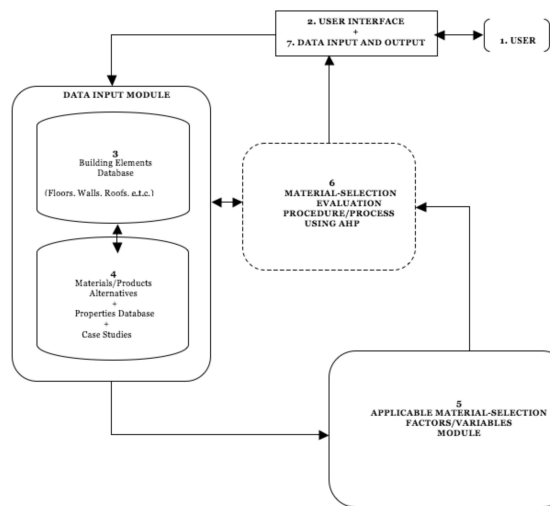 2. USER INTERFACE
+
7. DATA INPUT AND OUTPUT
1. USER
DATA INPUT MODULE
3
Building Elements
Database
(Floors. Walls. Roofs. e.t.c.)
4
Materials/Products
Alternatives
+
Properties Database
+
Case Studies
6
MATERIAL-SELECTION
EVALUATION
PROCEDURE/PROCESS
USING AHP
5
APPLICABLE MATERIAL-SELECTION
FACTORS/VARIABLES
MODULE